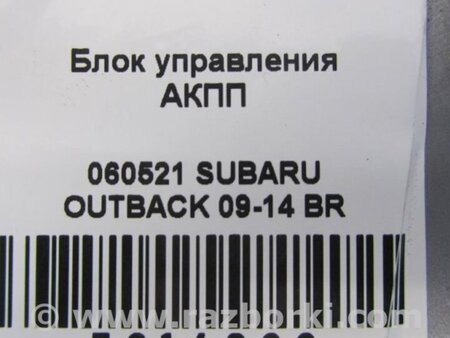 Блок управления
АКПП
060521 SUBARU
OUTBACK 09-14 BR
© www.razborki.com